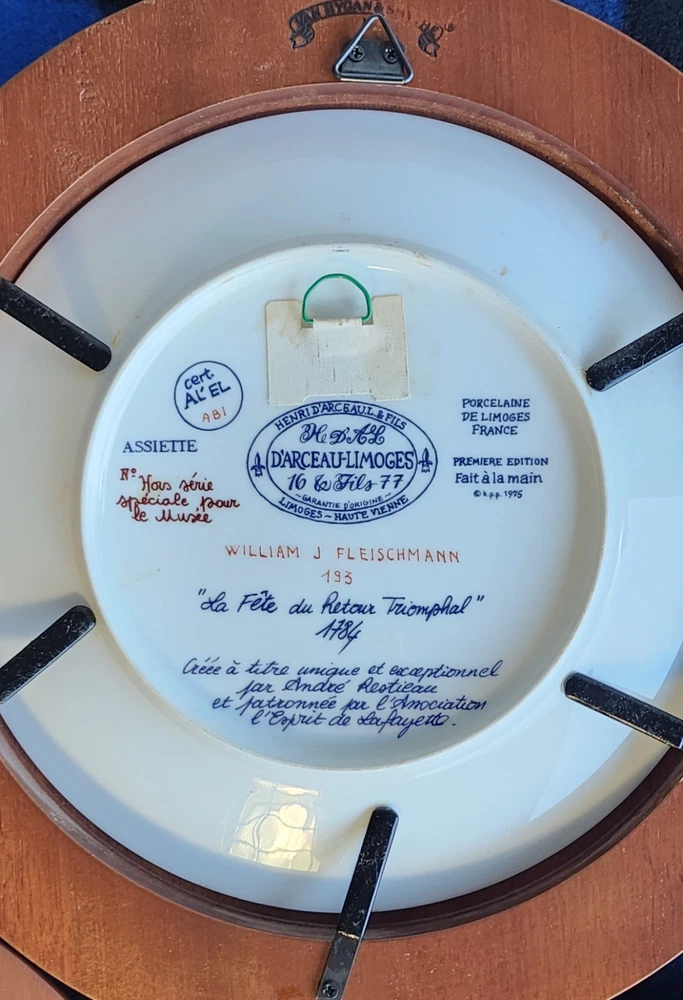 VAN HYGAN & SMYTHE
cert.
AL'EL
AB1
ASSIETTE
N° Hors série
spéciale pour
le Musée
HENRI D'ARCEAU L. & FILS
H D'AL
D'ARCEAU-LIMOGES
16 & Fils 77
~GARANTIE D'ORIGINE~
LIMOGES ~ HAUTE VIENNE
PORCELAINE
DE LIMOGES
FRANCE
PREMIERE EDITION
Fait à la main
© k.p.p. 1975
WILLIAM J FLEISCHMANN
193
"La Fête du Retour Triomphal"
1784
Créée à titre unique et exceptionnel
par André Restieau
et patronnée par l'Association
l'Esprit de Lafayette.